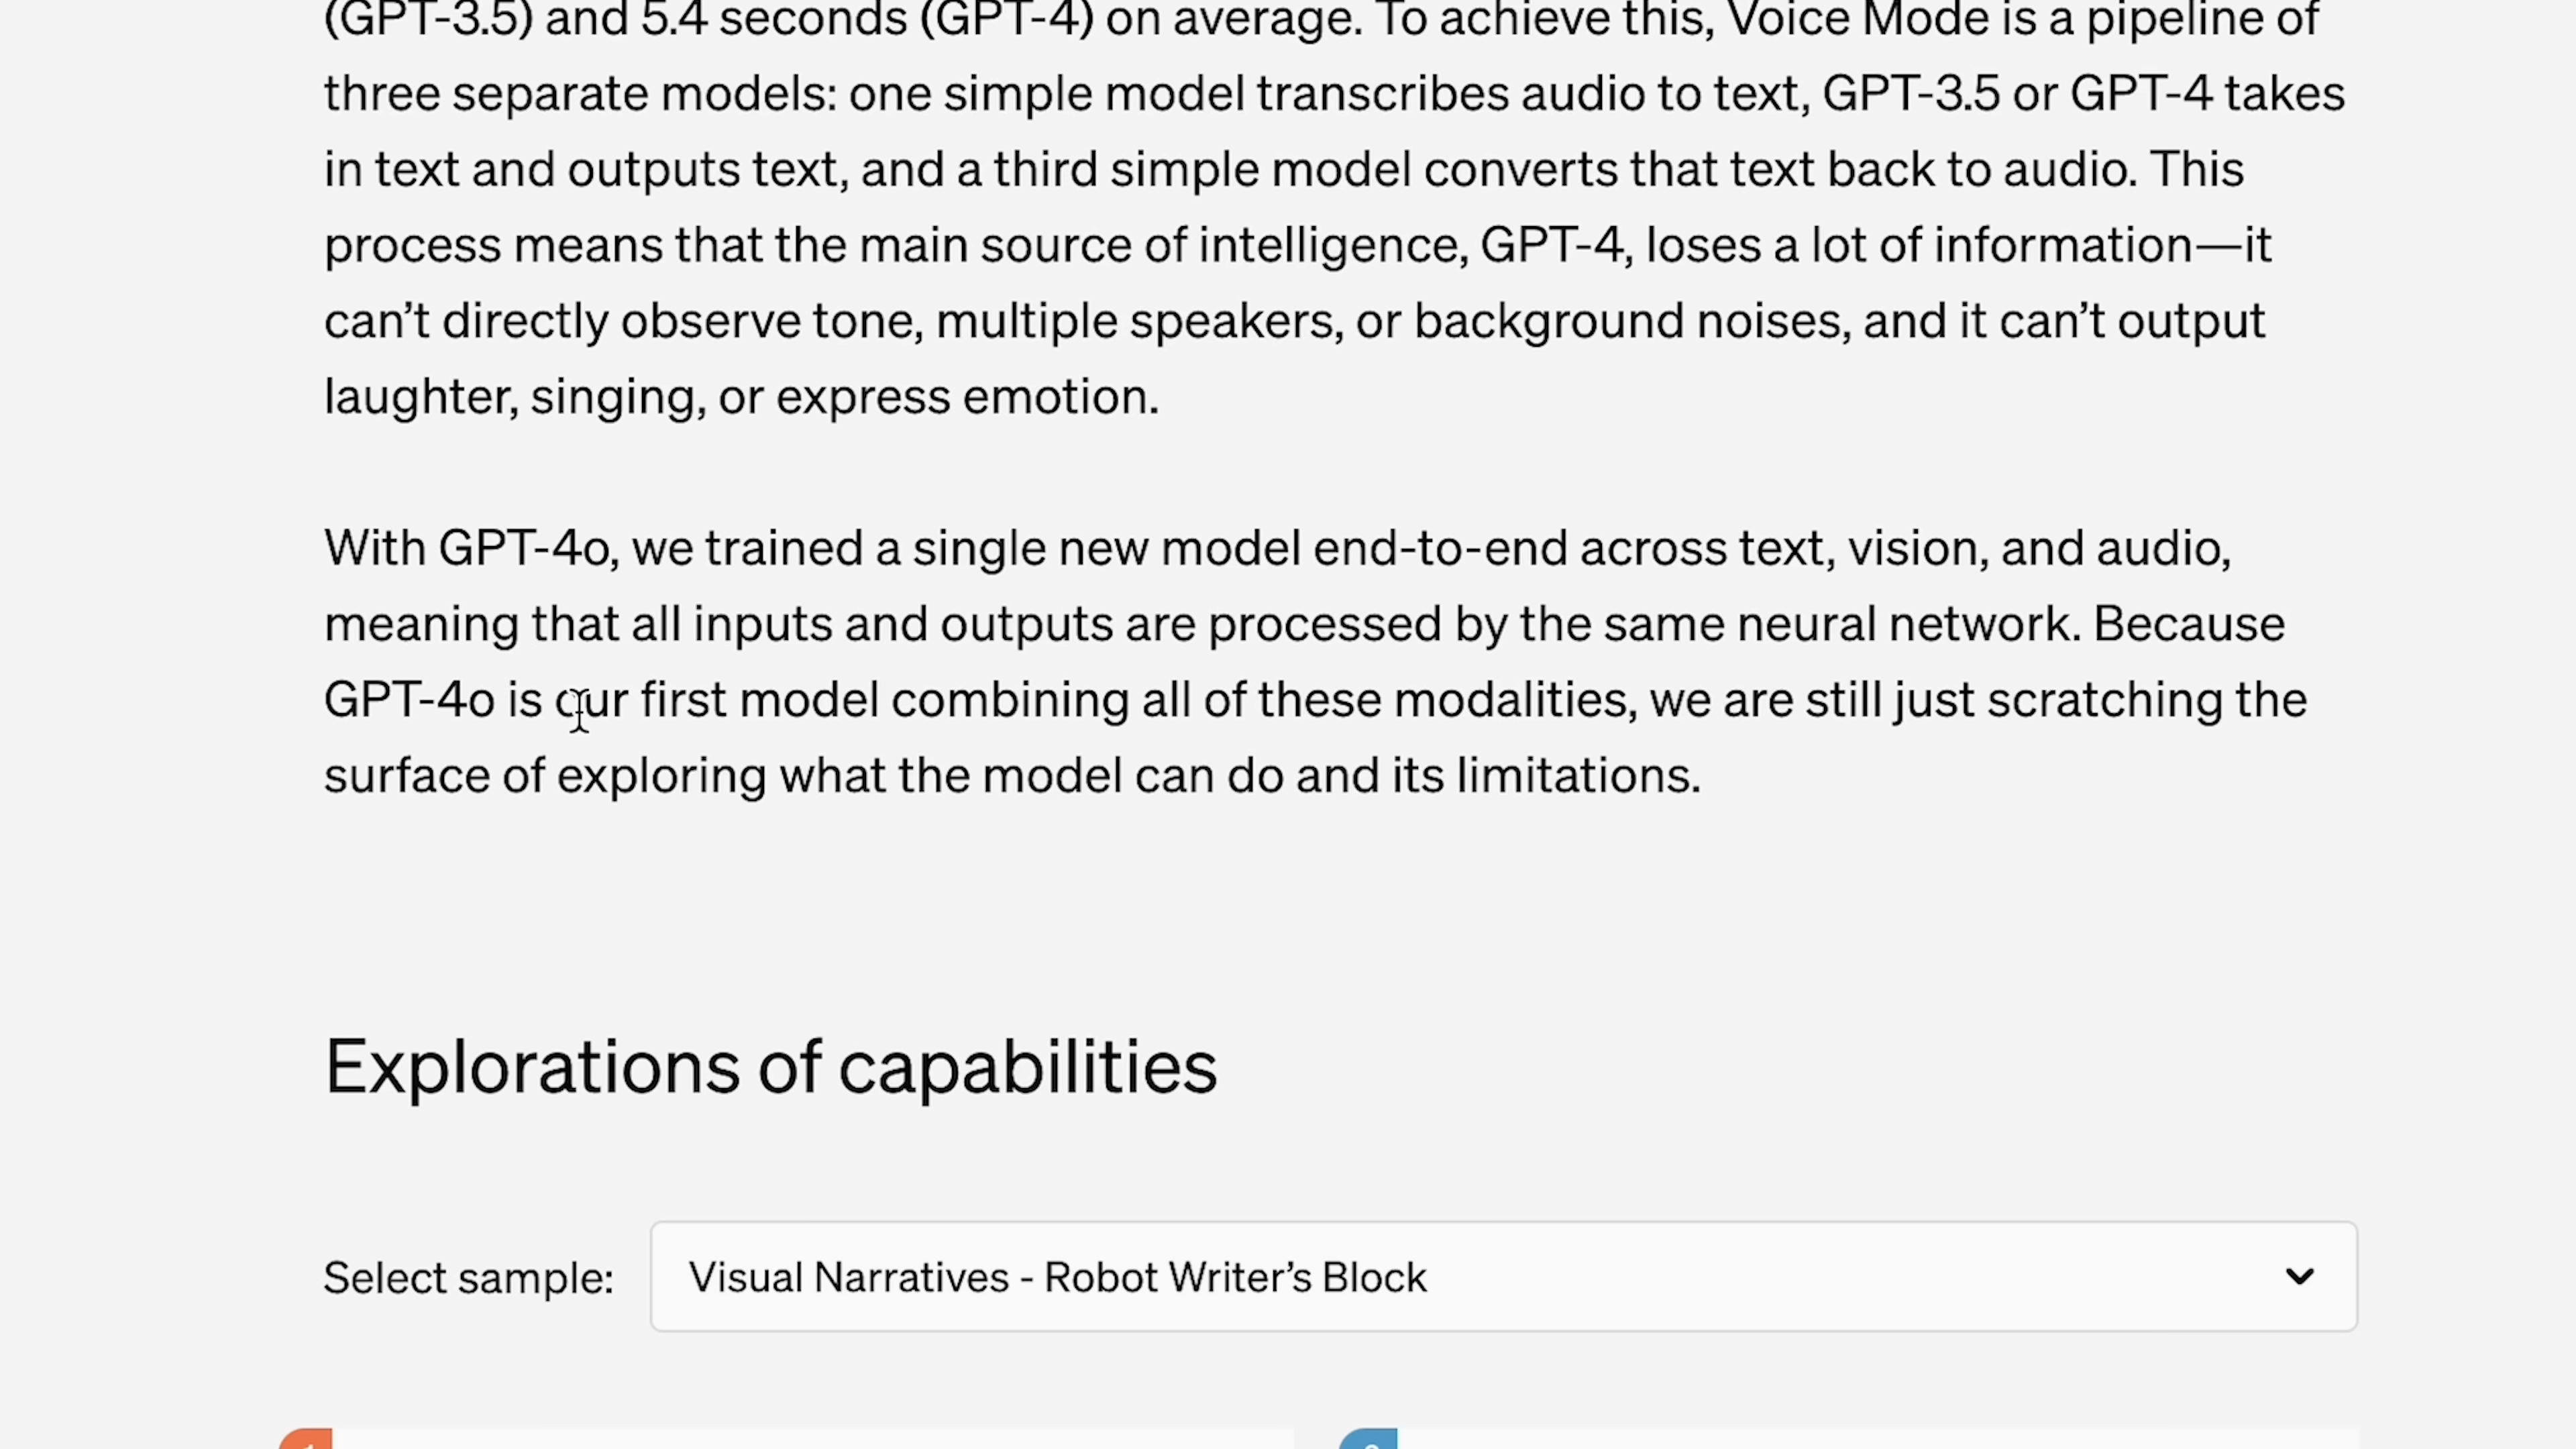 (GPT-3.5) and 5.4 seconds (GPT-4) on average. To achieve this, Voice Mode is a pipeline of
three separate models: one simple model transcribes audio to text, GPT-3.5 or GPT-4 takes
in text and outputs text, and a third simple model converts that text back to audio. This
process means that the main source of intelligence, GPT-4, loses a lot of information—it
can’t directly observe tone, multiple speakers, or background noises, and it can’t output
laughter, singing, or express emotion.
With GPT-4o, we trained a single new model end-to-end across text, vision, and audio,
meaning that all inputs and outputs are processed by the same neural network. Because
GPT-4o is our first model combining all of these modalities, we are still just scratching the
surface of exploring what the model can do and its limitations.
Explorations of capabilities
Select sample: Visual Narratives - Robot Writer’s Block